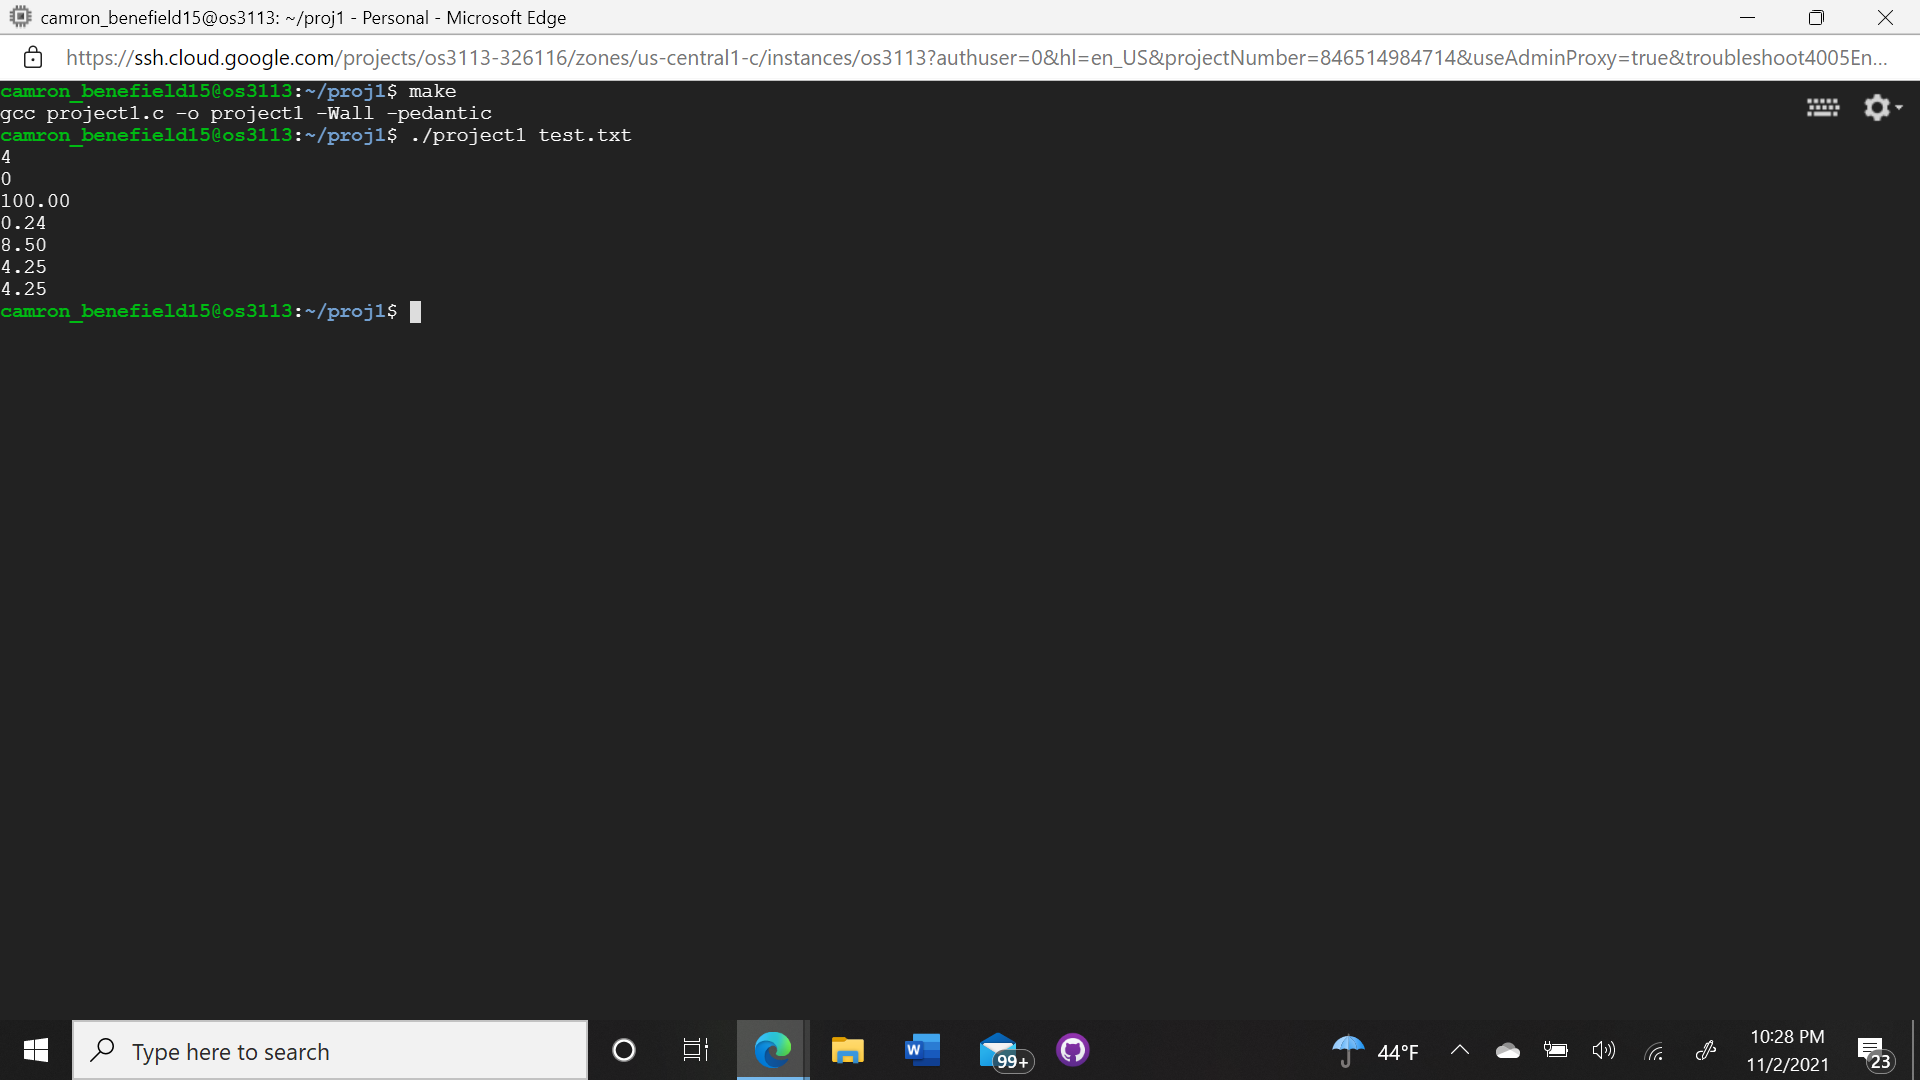 camron_benefield15@os3113: ~/proj1 - Personal - Microsoft Edge
https://ssh.cloud.google.com/projects/os3113-326116/zones/us-central1-c/instances/os3113?authuser=0&hl=en_US&projectNumber=846514984714&useAdminProxy=true&troubleshoot4005En...
camron_benefield15@os3113:~/proj1$ make
gcc project1.c -o project1 -Wall -pedantic
camron_benefield15@os3113:~/proj1$ ./project1 test.txt
4
0
100.00
0.24
8.50
4.25
4.25
camron_benefield15@os3113:~/proj1$
Type here to search
W
99+
44°F
10:28 PM
11/2/2021
23